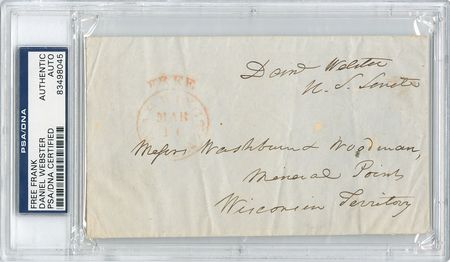 PSA/DNA
FREE FRANK
DANIEL WEBSTER
PSA/DNA CERTIFIED
AUTHENTIC
AUTO
83498045
FREE
MAR
Danl Webster
U. S. Senate
Messrs Washburn & Woodman,
Mineral Point
Wisconsin Territory